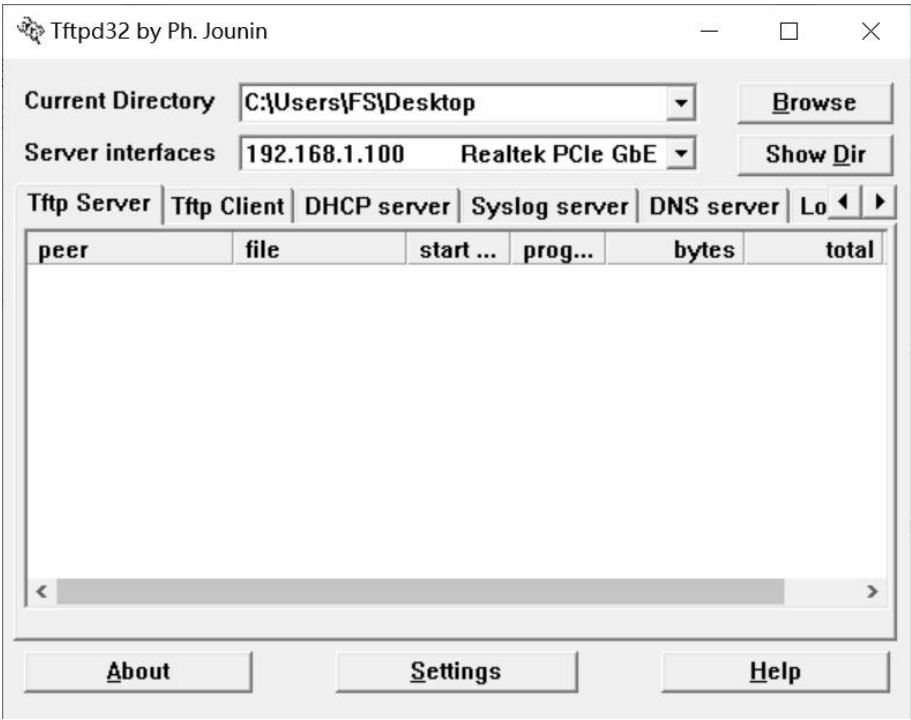 Tftpd32 by Ph. Jounin
Current Directory C:\Users\FS\Desktop Browse
Server interfaces 192.168.1.100 Realtek PCIe GbE Show Dir
Tftp Server Tftp Client DHCP server Syslog server DNS server Lo
peer file start ... prog... bytes total
About Settings Help